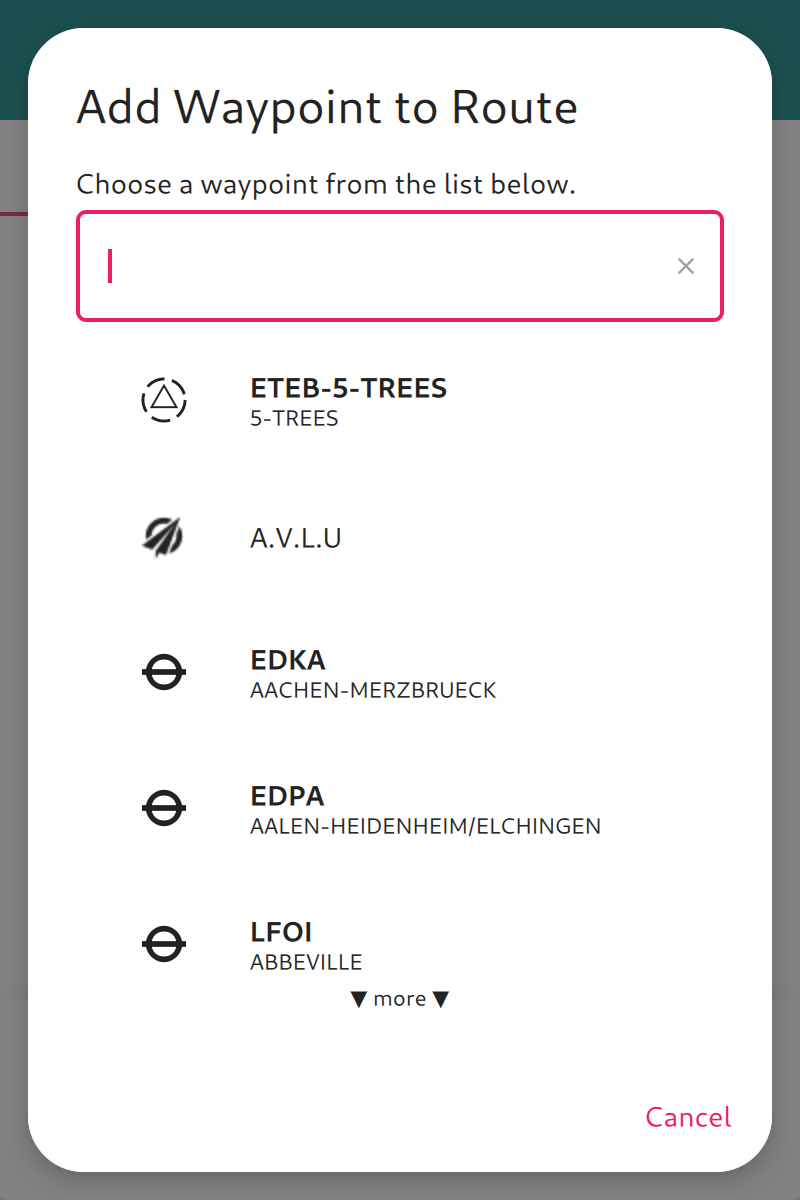 Add Waypoint to Route
Choose a waypoint from the list below.
ETEB-5-TREES
5-TREES
A.V.L.U
EDKA
AACHEN-MERZBRUECK
EDPA
AALEN-HEIDENHEIM/ELCHINGEN
LFOI
ABBEVILLE
▼ more ▼
Cancel